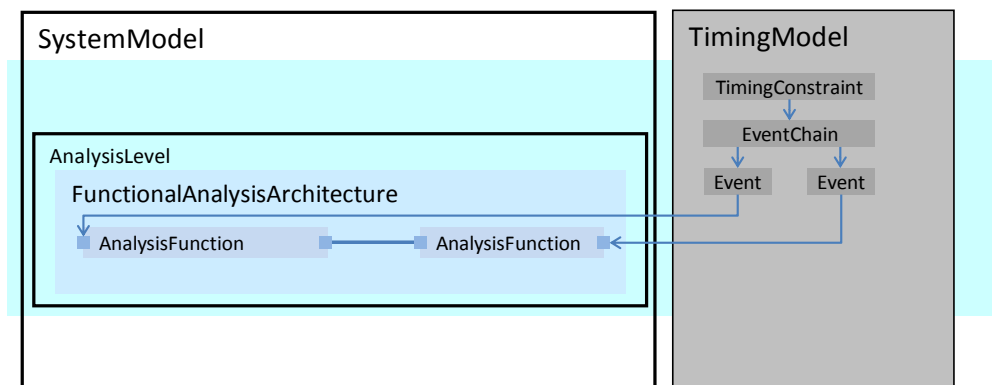 SystemModel
TimingModel
TimingConstraint
EventChain
AnalysisLevel
Event Event
FunctionalAnalysisArchitecture
AnalysisFunction AnalysisFunction